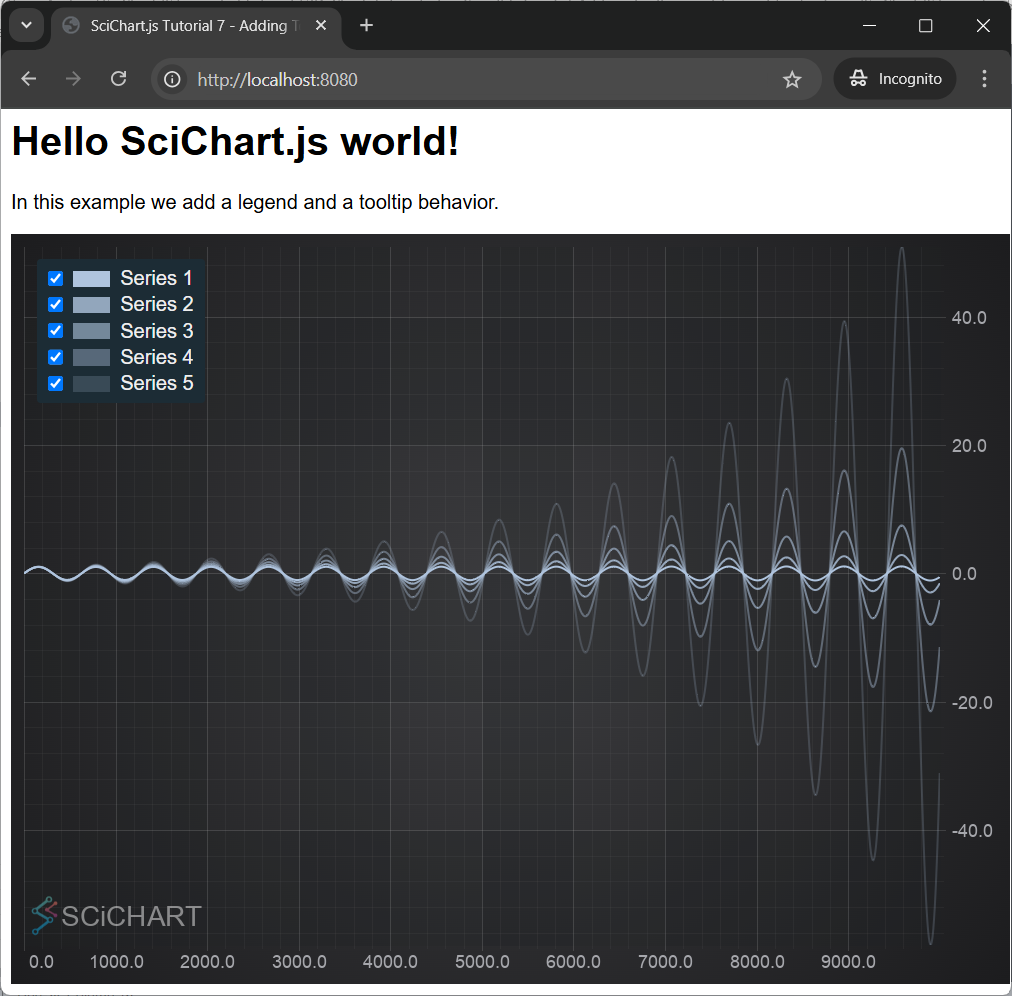 SciChart.js Tutorial 7 - Adding T
http://localhost:8080
Incognito
Hello SciChart.js world!
In this example we add a legend and a tooltip behavior.
Series 1
Series 2
Series 3
Series 4
Series 5
40.0
20.0
0.0
-20.0
-40.0
SCiCHART
0.0 1000.0 2000.0 3000.0 4000.0 5000.0 6000.0 7000.0 8000.0 9000.0